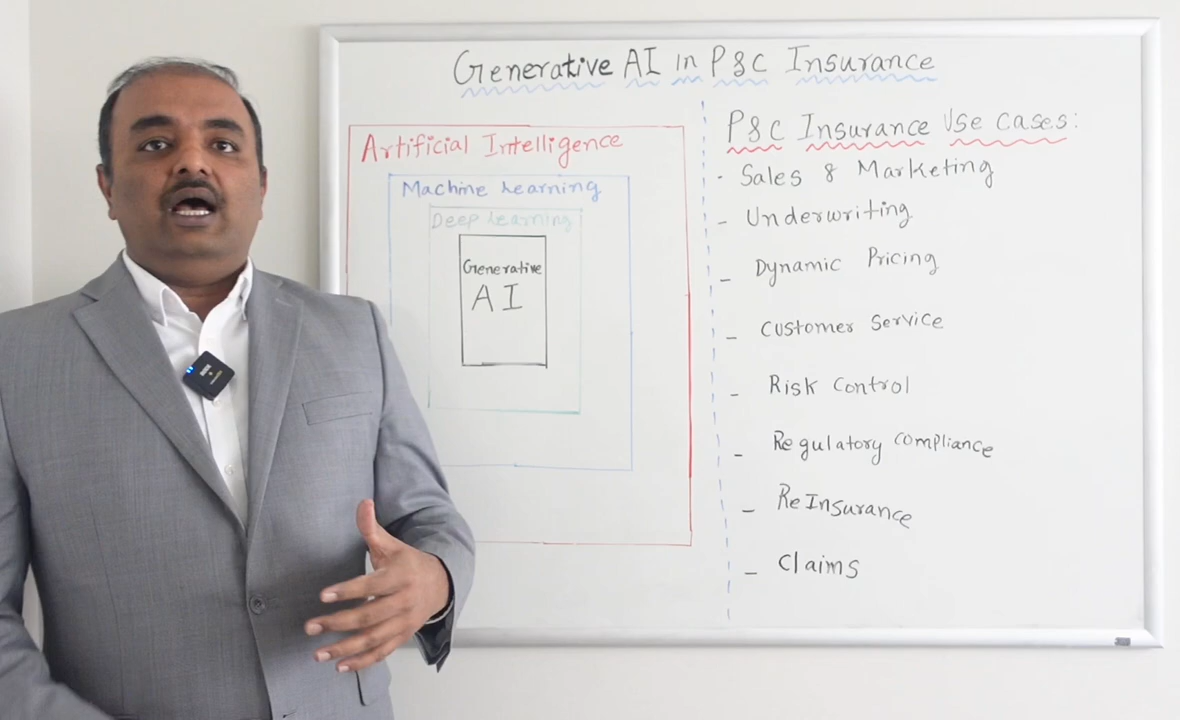 Generative AI in P&C Insurance
Artificial Intelligence
Machine Learning
Deep Learning
Generative
AI
P&C Insurance Use Cases:
- Sales & Marketing
- Underwriting
- Dynamic Pricing
- Customer Service
- Risk Control
- Regulatory Compliance
- ReInsurance
- Claims